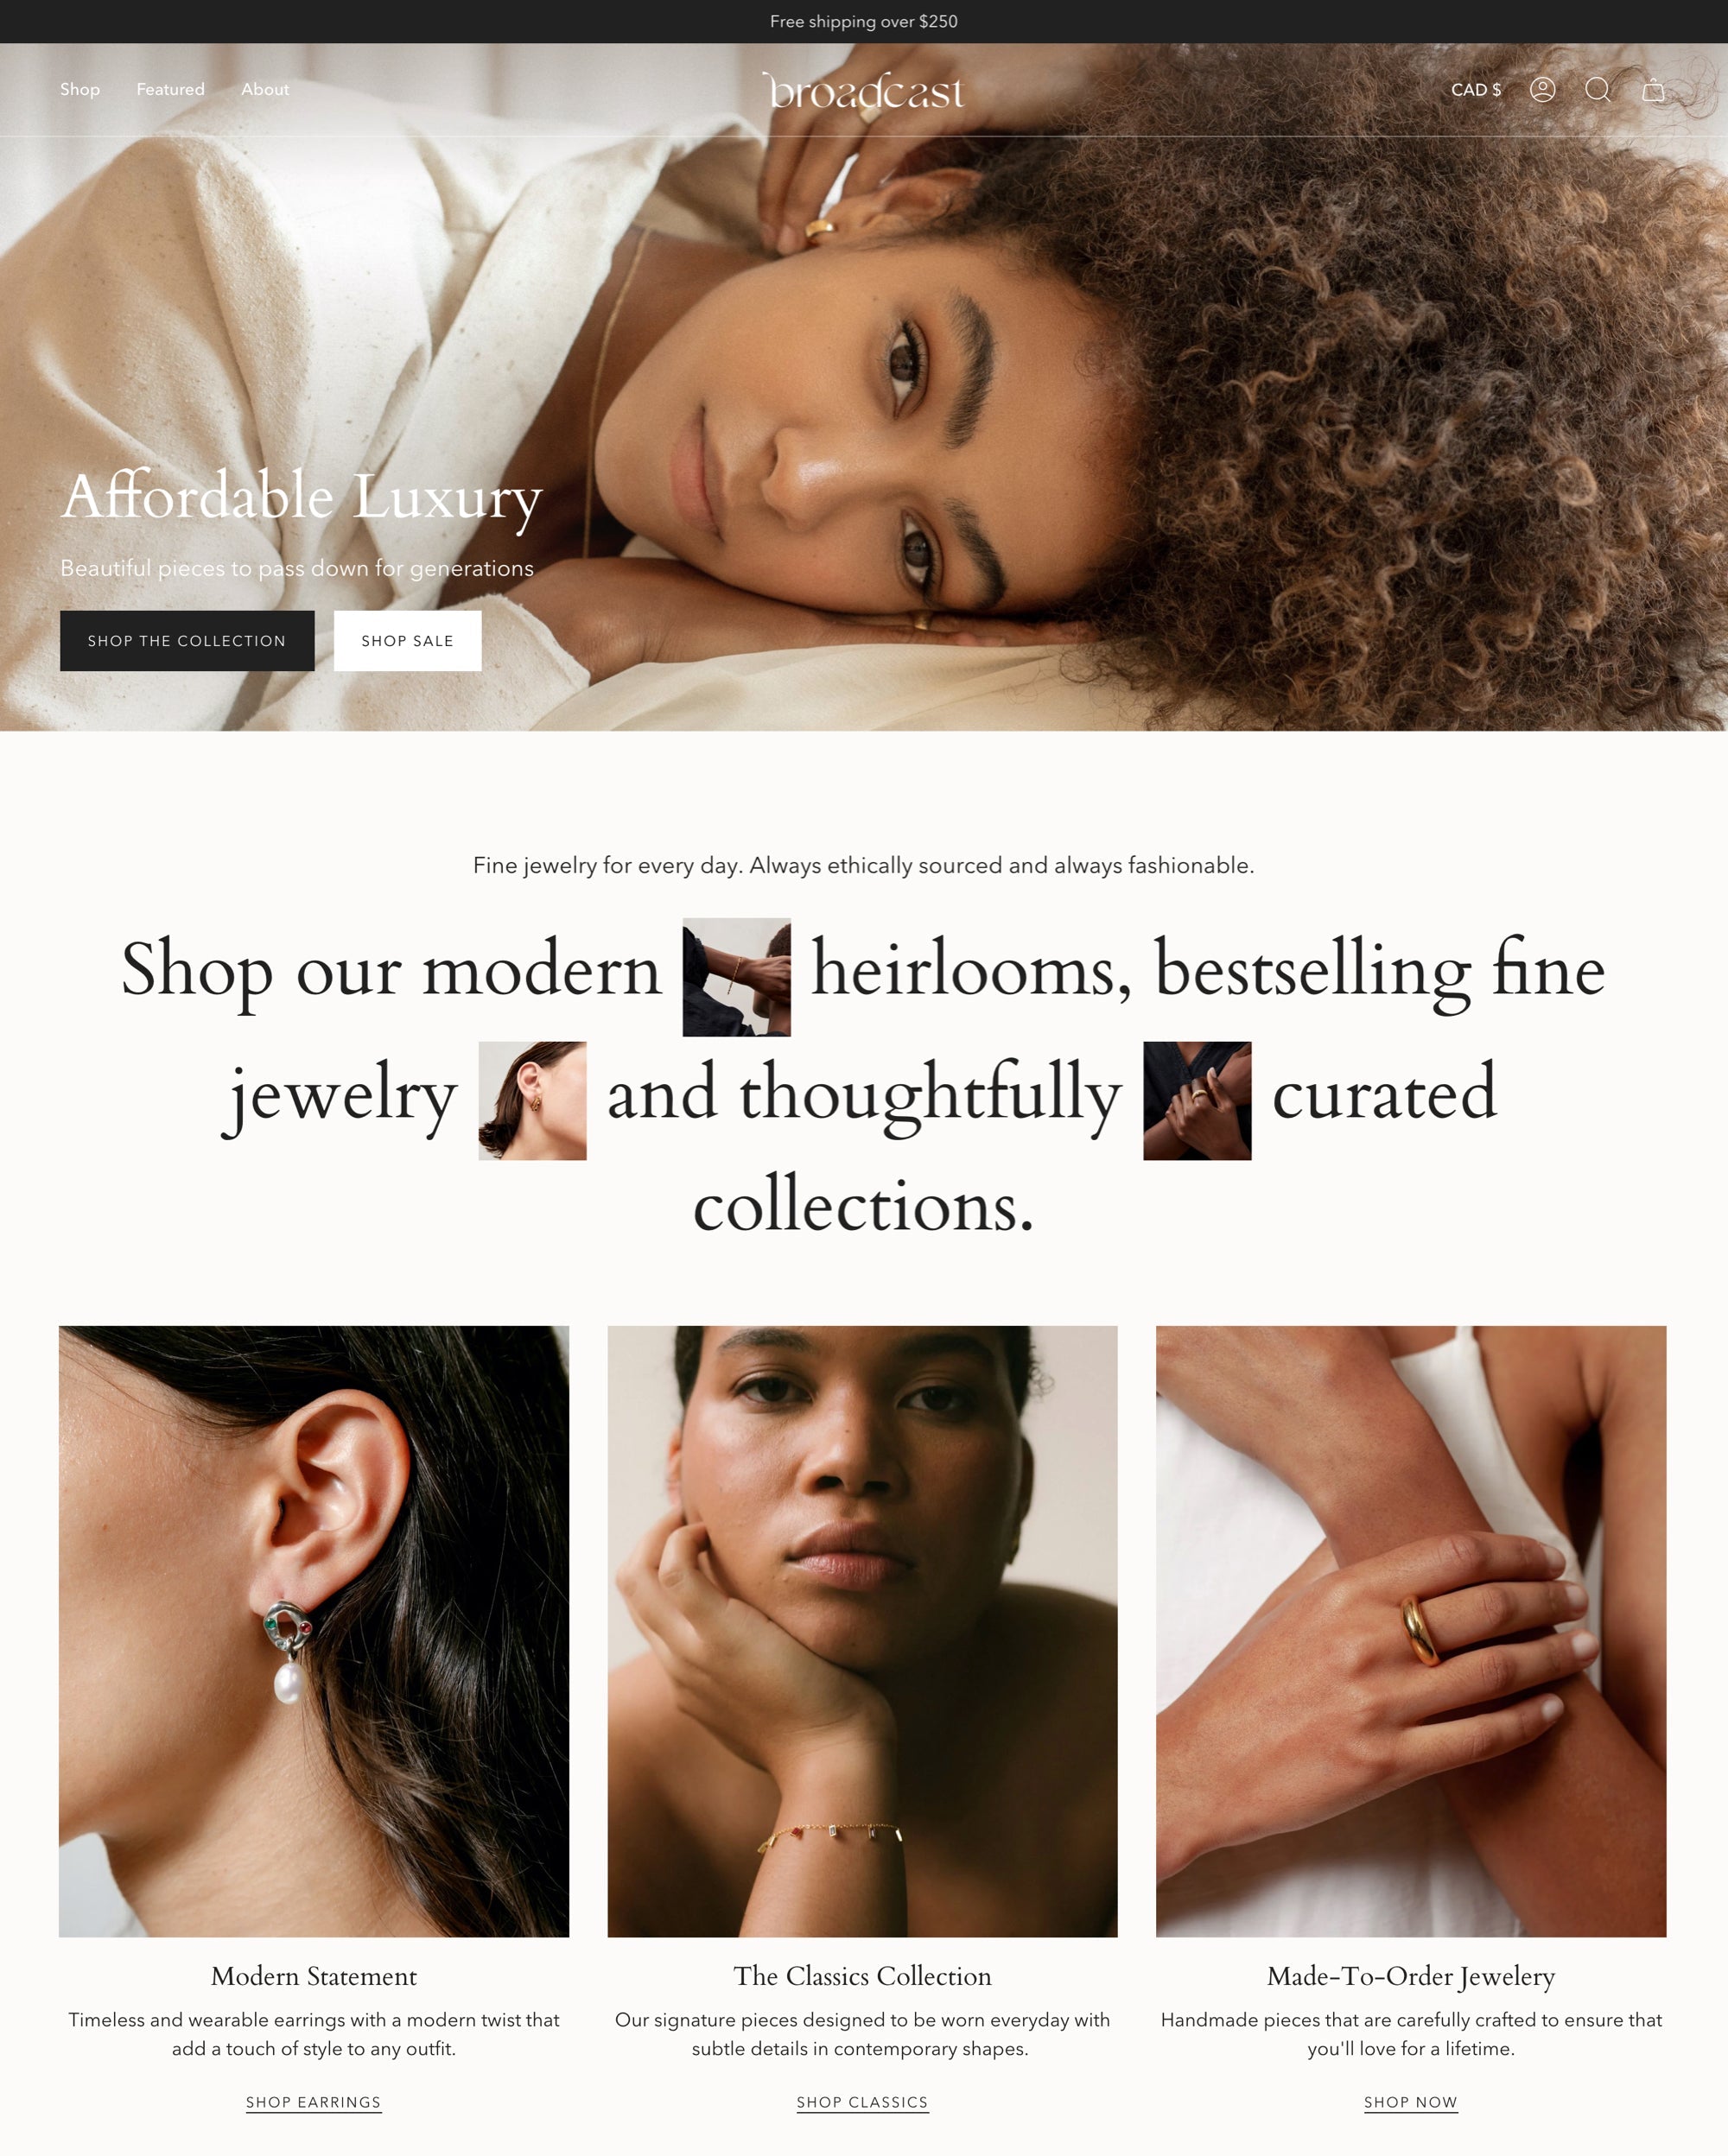 Free shipping over $250
Shop Featured About broadcast CAD $
Affordable Luxury
Beautiful pieces to pass down for generations
SHOP THE COLLECTION SHOP SALE
Fine jewelry for every day. Always ethically sourced and always fashionable.
Shop our modern heirlooms, bestselling fine
jewelry and thoughtfully curated
collections.
Modern Statement
Timeless and wearable earrings with a modern twist that
add a touch of style to any outfit.
SHOP EARRINGS
The Classics Collection
Our signature pieces designed to be worn everyday with
subtle details in contemporary shapes.
SHOP CLASSICS
Made-To-Order Jewelery
Handmade pieces that are carefully crafted to ensure that
you'll love for a lifetime.
SHOP NOW